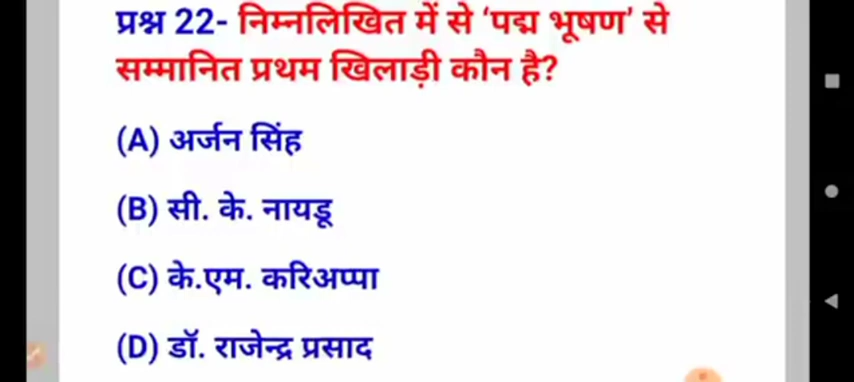 प्रश्न 22- निम्नलिखित में से ‘पद्म भूषण’ से
सम्मानित प्रथम खिलाड़ी कौन है?
(A) अर्जन सिंह
(B) सी. के. नायडू
(C) के.एम. करिअप्पा
(D) डॉ. राजेन्द्र प्रसाद